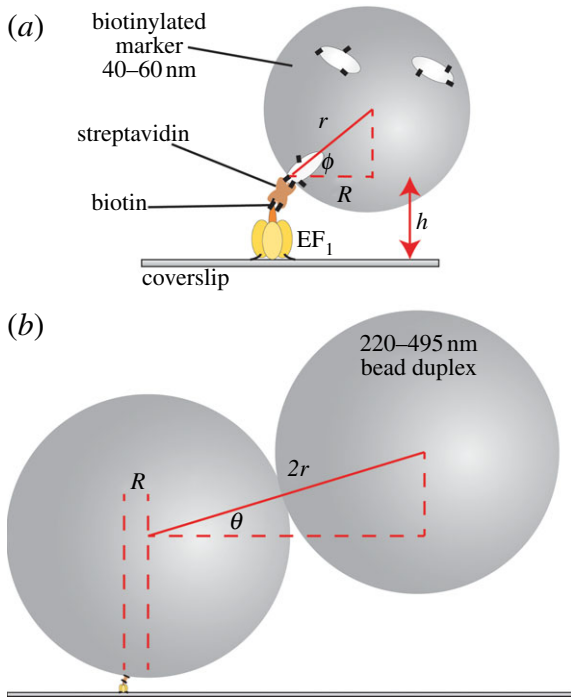 (a)
biotinylated
marker
40–60 nm
r
streptavidin
ϕ
R
biotin
h
EF1
coverslip
(b)
220–495 nm
bead duplex
R
2r
θ